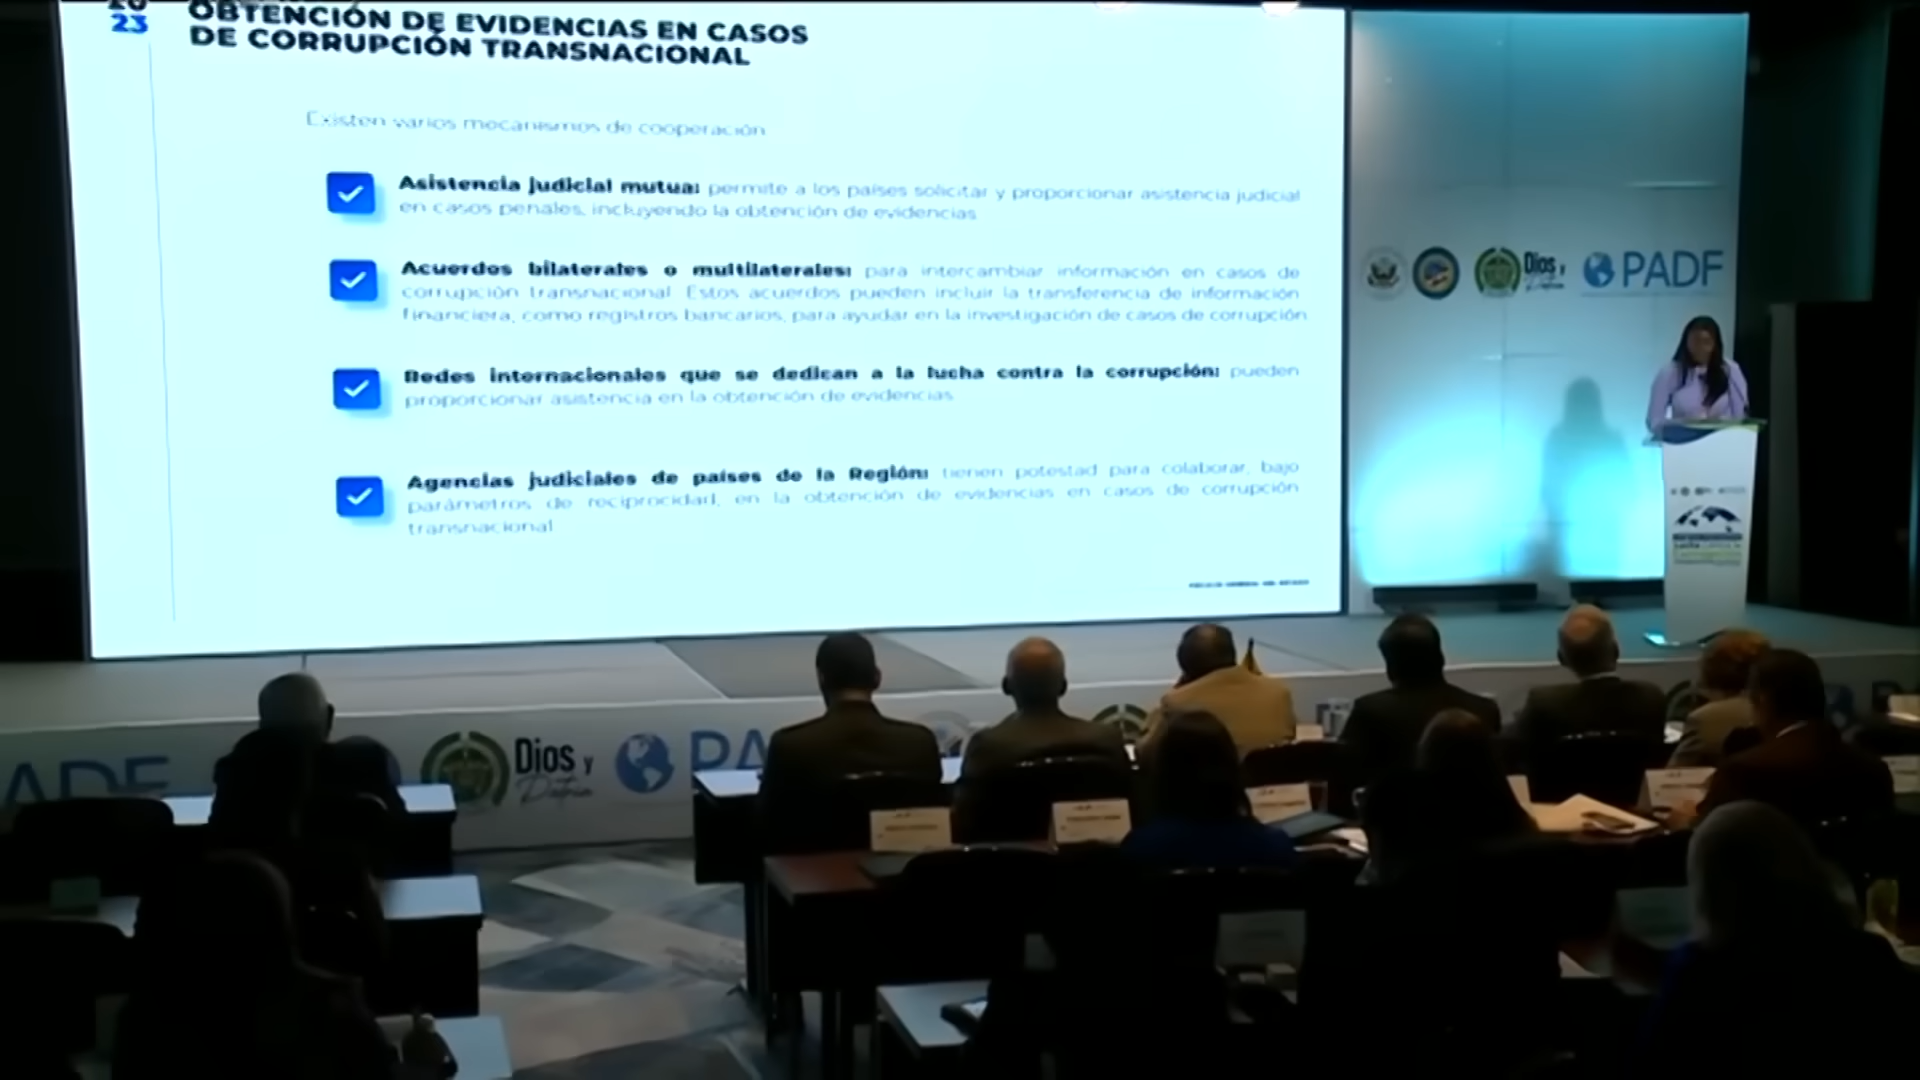 23
OBTENCIÓN DE EVIDENCIAS EN CASOS
DE CORRUPCIÓN TRANSNACIONAL
Existen varios mecanismos de cooperación
Asistencia judicial mutua: permite a los países solicitar y proporcionar asistencia judicial
en casos penales, incluyendo la obtención de evidencias
Acuerdos bilaterales o multilaterales: para intercambiar información en casos de
corrupción transnacional. Estos acuerdos pueden incluir la transferencia de información
financiera, como registros bancarios, para ayudar en la investigación de casos de corrupción
Redes internacionales que se dedican a la lucha contra la corrupción: pueden
proporcionar asistencia en la obtención de evidencias
Agencias judiciales de países de la Región: tienen potestad para colaborar, bajo
parámetros de reciprocidad, en la obtención de evidencias en casos de corrupción
transnacional
Dios y
Patria
PADF
ADF
Dios y
Patria
PA